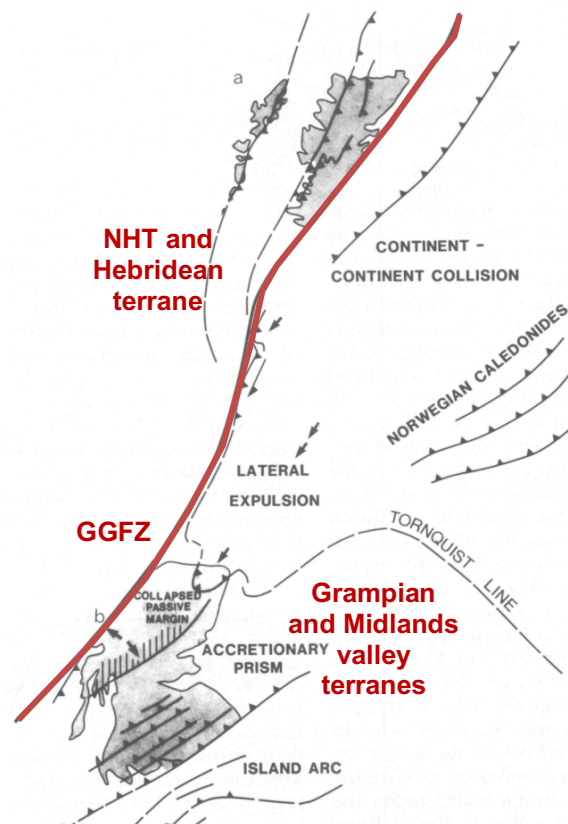 a
NHT and
Hebridean
terrane
CONTINENT -
CONTINENT COLLISION
NORWEGIAN CALEDONIDES
LATERAL
EXPULSION
GGFZ
TORNQUIST
LINE
COLLAPSED
PASSIVE
MARGIN
b
Grampian
and Midlands
valley
terranes
ACCRETIONARY
PRISM
ISLAND ARC